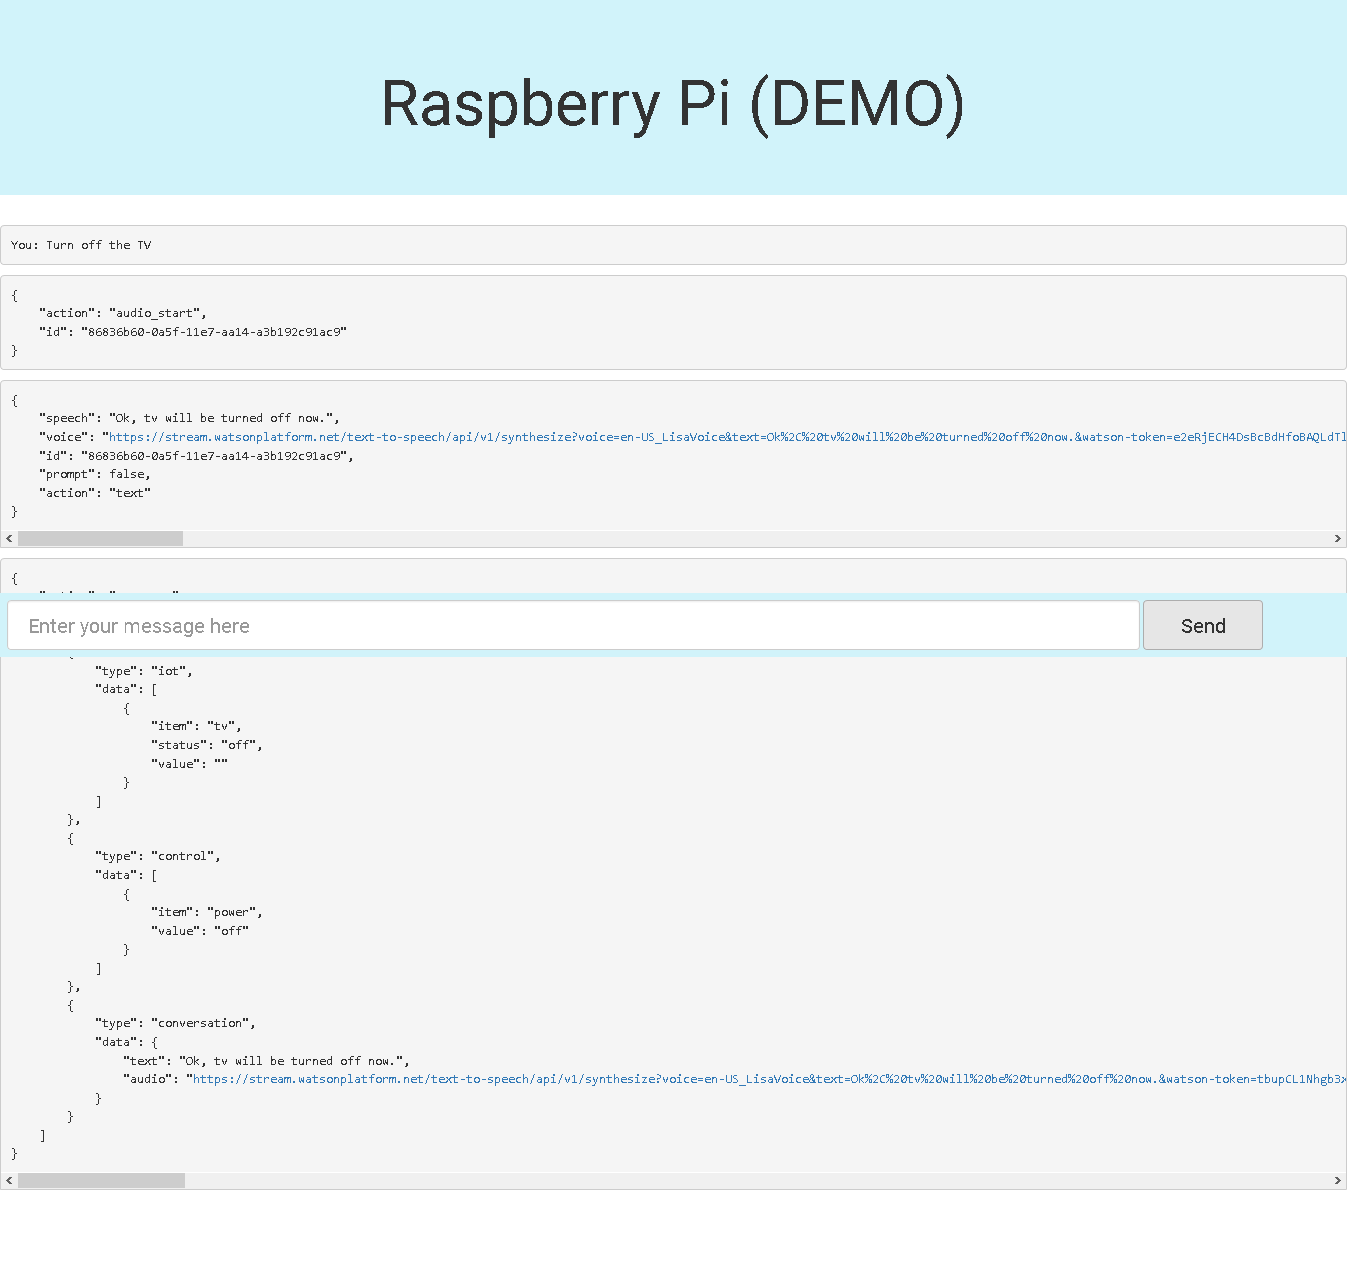 Raspberry Pi (DEMO)
You: Turn off the TV
{
    "action": "audio_start",
    "id": "86836b60-0a5f-11e7-aa14-a3b192c91ac9"
}
{
    "speech": "Ok, tv will be turned off now.",
    "voice": "https://stream.watsonplatform.net/text-to-speech/api/v1/synthesize?voice=en-US_LisaVoice&text=Ok%2C%20tv%20will%20be%20turned%20off%20now.&watson-token=e2eRjECH4DsBcBdHfoBAQLdTl
    "id": "86836b60-0a5f-11e7-aa14-a3b192c91ac9",
    "prompt": false,
    "action": "text"
}
{
Enter your message here Send
            "type": "iot",
            "data": [
                {
                    "item": "tv",
                    "status": "off",
                    "value": ""
                }
            ]
        },
        {
            "type": "control",
            "data": [
                {
                    "item": "power",
                    "value": "off"
                }
            ]
        },
        {
            "type": "conversation",
            "data": {
                "text": "Ok, tv will be turned off now.",
                "audio": "https://stream.watsonplatform.net/text-to-speech/api/v1/synthesize?voice=en-US_LisaVoice&text=Ok%2C%20tv%20will%20be%20turned%20off%20now.&watson-token=tbupCL1Nhgb3x
            }
        }
    ]
}